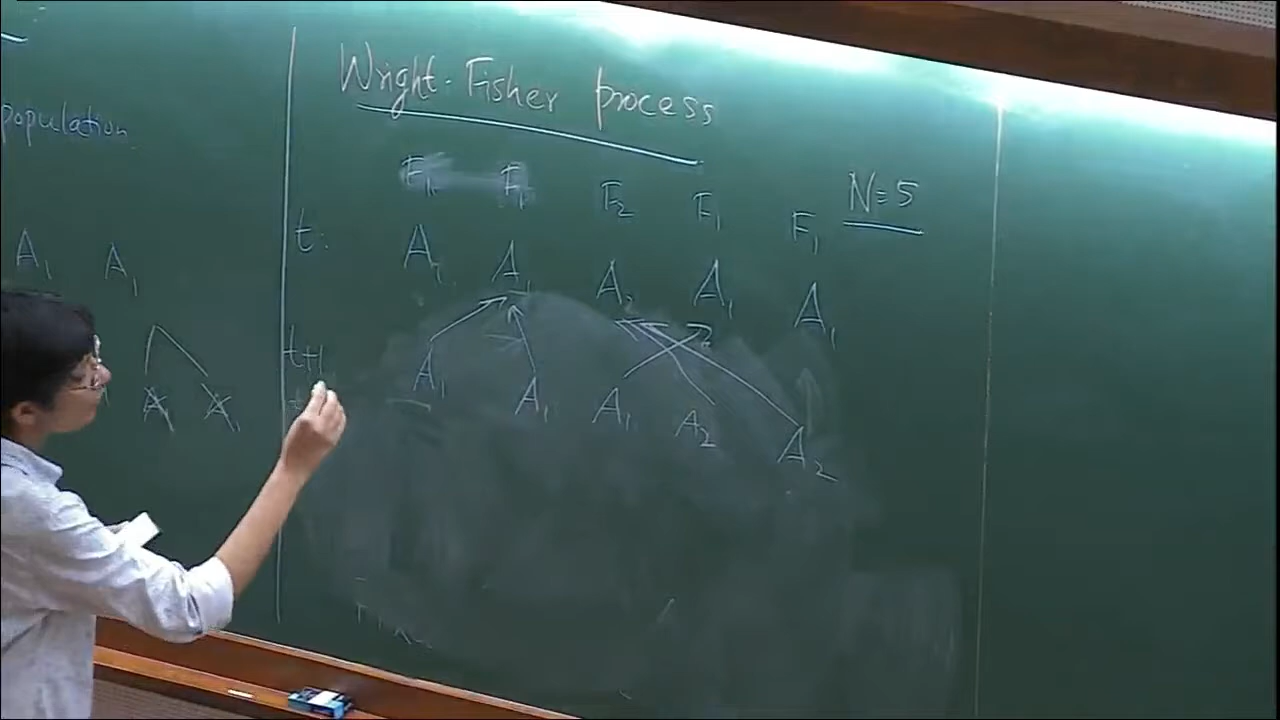 population
A₁ A₁
Wright-Fisher process
F₁ F₁ F₂ F₁ F₁
N=5
t: A₁ A₁ A₂ A₁ A₁
t+1 A₁ A₁ A₁ A₂ A₂